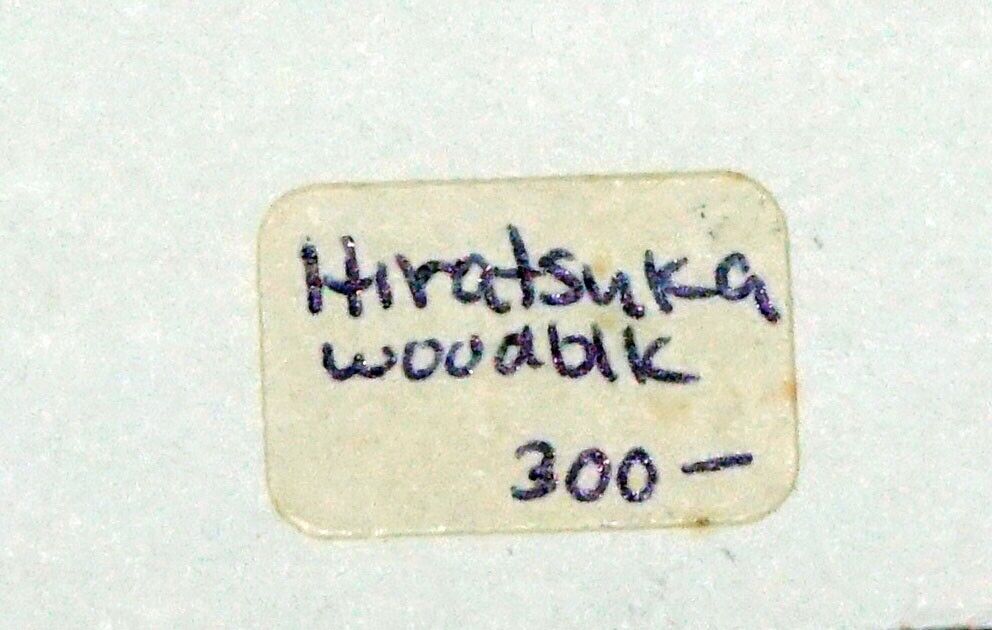 Hiratsuka
woodblk
300 —